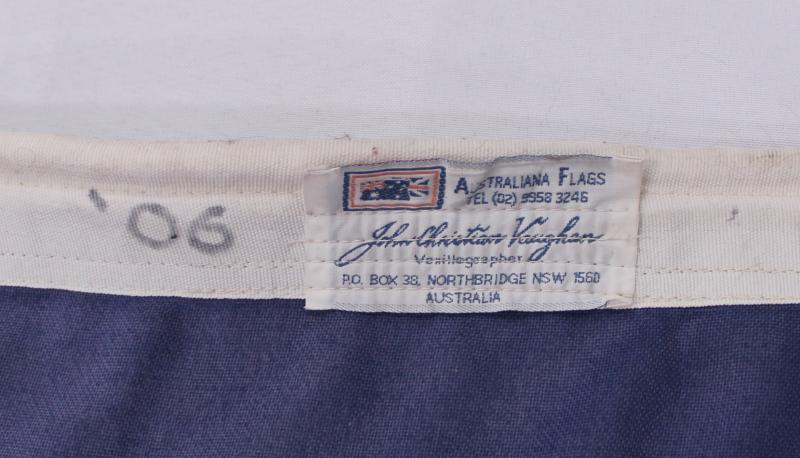 '06
AUSTRALIANA FLAGS
TEL (02) 9958 3246
John Christian Vaughan
Vexillographer
P.O. BOX 38, NORTHBRIDGE NSW 1560
AUSTRALIA